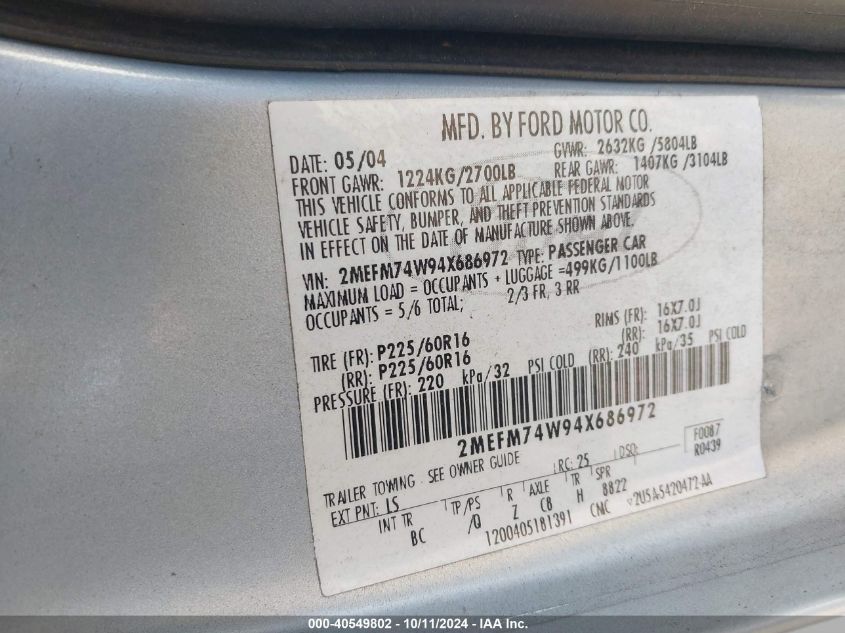 MFD. BY FORD MOTOR CO.
DATE: 05/04 GVWR: 2632KG /5804LB
FRONT GAWR: 1224KG/2700LB REAR GAWR: 1407KG /3104LB
THIS VEHICLE CONFORMS TO ALL APPLICABLE FEDERAL MOTOR
VEHICLE SAFETY, BUMPER, AND THEFT PREVENTION STANDARDS
IN EFFECT ON THE DATE OF MANUFACTURE SHOWN ABOVE.
VIN: 2MEFM74W94X686972 TYPE: PASSENGER CAR
MAXIMUM LOAD = OCCUPANTS + LUGGAGE =499KG/1100LB
OCCUPANTS = 5/6 TOTAL; 2/3 FR, 3 RR
TIRE (FR): P225/60R16 RIMS (FR): 16X7.0J
(RR): P225/60R16 (RR): 16X7.0J
PRESSURE (FR): 220 kPa/32 PSI COLD (RR): 240 kPa/35 PSI COLD
2MEFM74W94X686972
F0087
R0439
TRAILER TOWING - SEE OWNER GUIDE RC: 25 DSO:
EXT PNT: LS
INT TR TP/PS R AXLE TR SPR
BC /O Z C8 H 8822
1200405181391 CNC 2U5A-5420472-AA
000-40549802 - 10/11/2024 - IAA Inc.